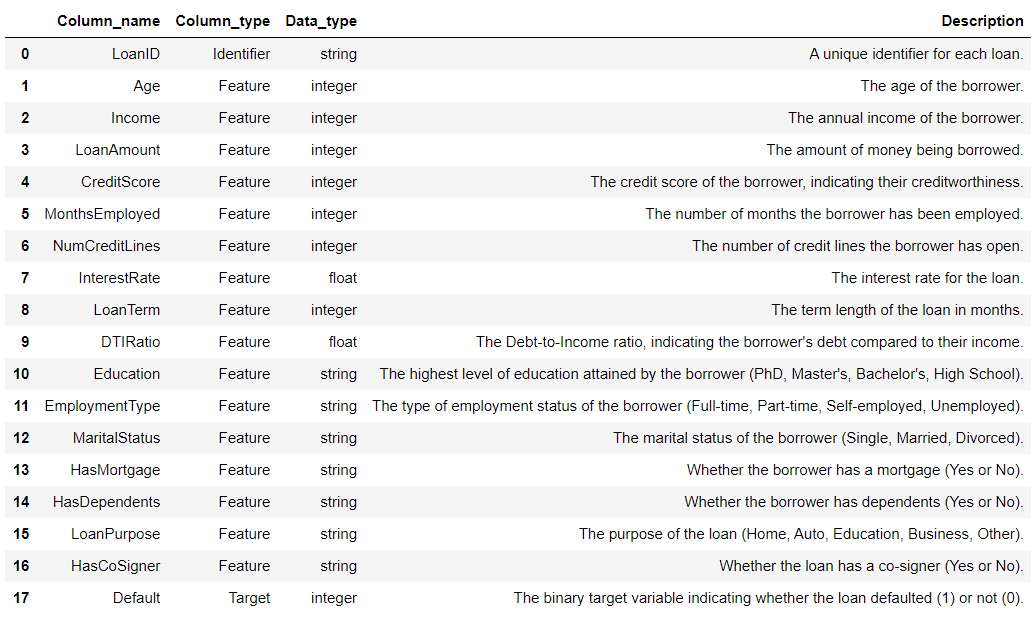 Column_name Column_type Data_type Description
0 LoanID Identifier string A unique identifier for each loan.
1 Age Feature integer The age of the borrower.
2 Income Feature integer The annual income of the borrower.
3 LoanAmount Feature integer The amount of money being borrowed.
4 CreditScore Feature integer The credit score of the borrower, indicating their creditworthiness.
5 MonthsEmployed Feature integer The number of months the borrower has been employed.
6 NumCreditLines Feature integer The number of credit lines the borrower has open.
7 InterestRate Feature float The interest rate for the loan.
8 LoanTerm Feature integer The term length of the loan in months.
9 DTIRatio Feature float The Debt-to-Income ratio, indicating the borrower's debt compared to their income.
10 Education Feature string The highest level of education attained by the borrower (PhD, Master's, Bachelor's, High School).
11 EmploymentType Feature string The type of employment status of the borrower (Full-time, Part-time, Self-employed, Unemployed).
12 MaritalStatus Feature string The marital status of the borrower (Single, Married, Divorced).
13 HasMortgage Feature string Whether the borrower has a mortgage (Yes or No).
14 HasDependents Feature string Whether the borrower has dependents (Yes or No).
15 LoanPurpose Feature string The purpose of the loan (Home, Auto, Education, Business, Other).
16 HasCoSigner Feature string Whether the loan has a co-signer (Yes or No).
17 Default Target integer The binary target variable indicating whether the loan defaulted (1) or not (0).